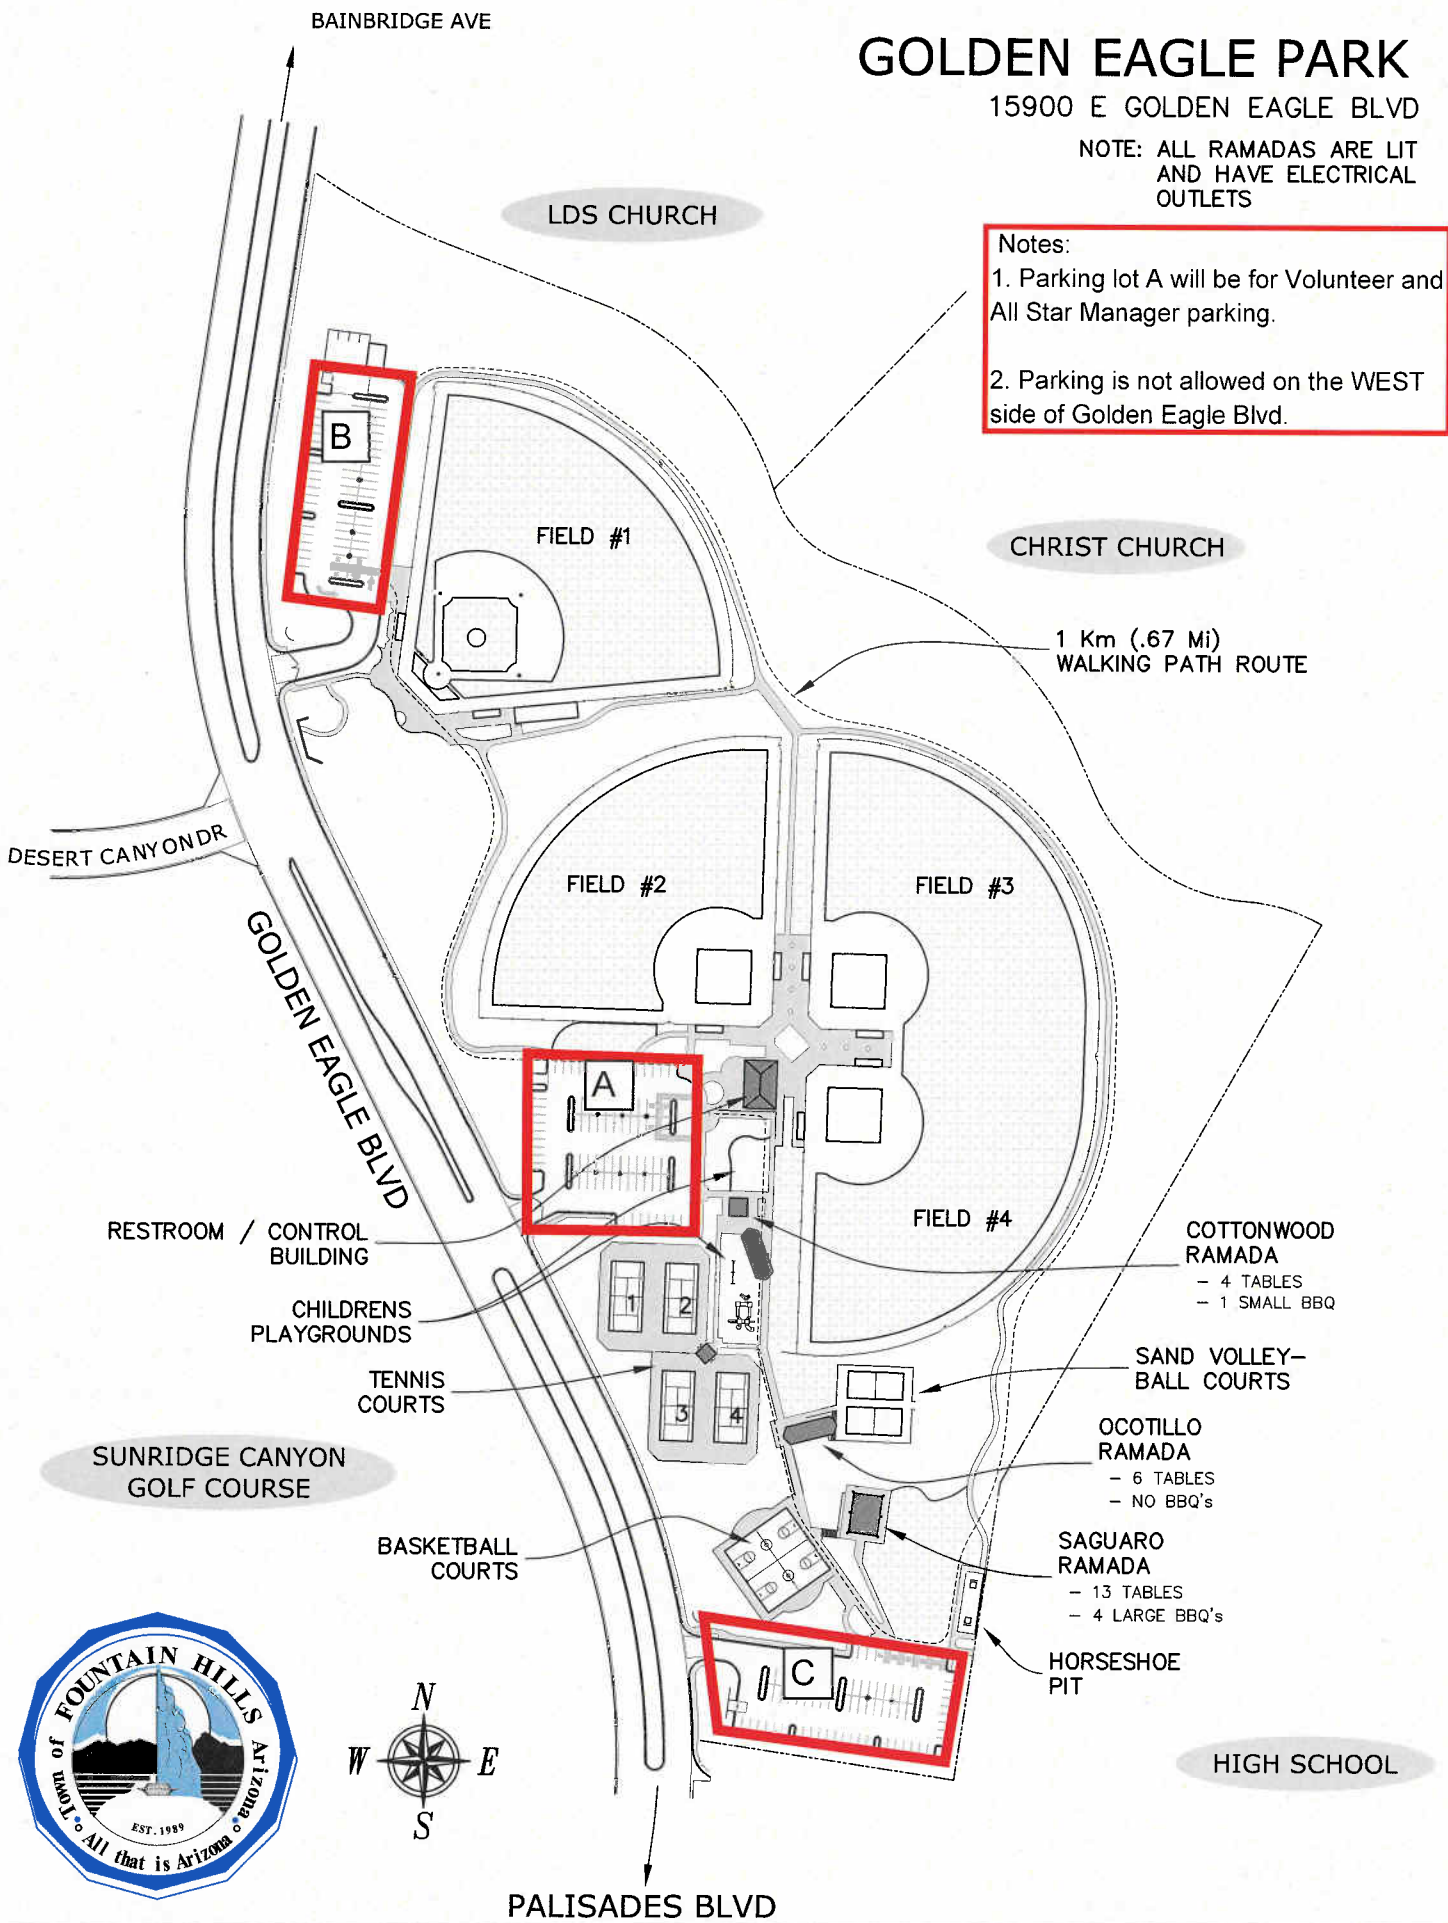 BAINBRIDGE AVE
GOLDEN EAGLE PARK
15900 E GOLDEN EAGLE BLVD
NOTE: ALL RAMADAS ARE LIT
AND HAVE ELECTRICAL
OUTLETS
LDS CHURCH
Notes:
1. Parking lot A will be for Volunteer and
All Star Manager parking.
2. Parking is not allowed on the WEST
side of Golden Eagle Blvd.
B
FIELD #1
CHRIST CHURCH
1 Km (.67 Mi)
WALKING PATH ROUTE
DESERT CANYON DR
FIELD #2
FIELD #3
GOLDEN EAGLE BLVD
A
FIELD #4
RESTROOM / CONTROL
BUILDING
COTTONWOOD
RAMADA
- 4 TABLES
- 1 SMALL BBQ
CHILDRENS
PLAYGROUNDS
1
2
TENNIS
COURTS
3
4
SAND VOLLEY-
BALL COURTS
OCOTILLO
RAMADA
- 6 TABLES
- NO BBQ's
SUNRIDGE CANYON
GOLF COURSE
BASKETBALL
COURTS
SAGUARO
RAMADA
- 13 TABLES
- 4 LARGE BBQ's
HORSESHOE
PIT
C
Town of FOUNTAIN HILLS Arizona
EST. 1989
All that is Arizona
N
W
E
S
HIGH SCHOOL
PALISADES BLVD